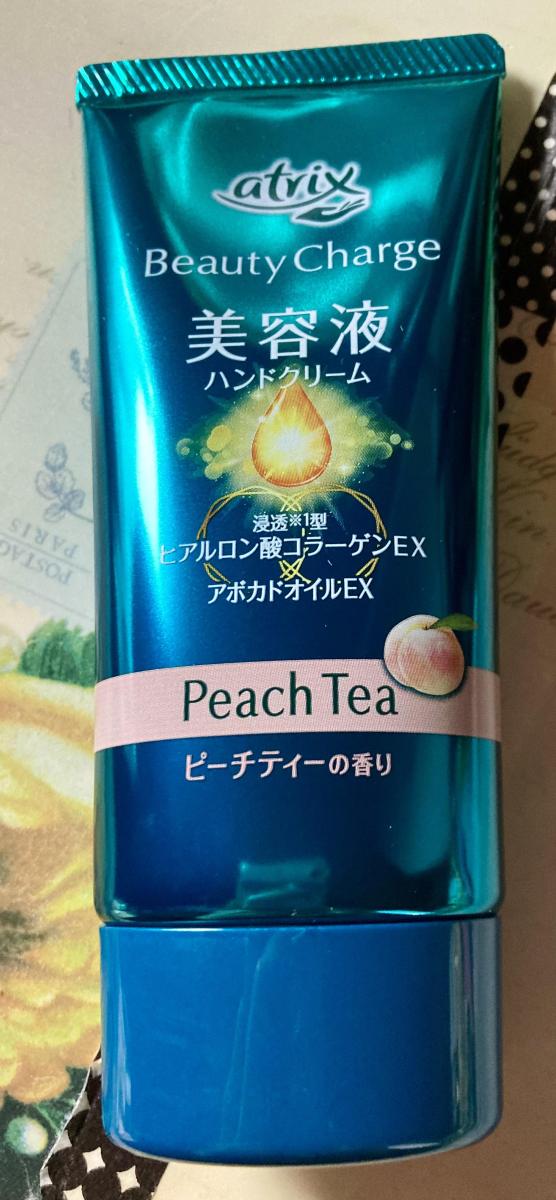 atrix
Beauty Charge
美容液
ハンドクリーム
浸透※1型
ヒアルロン酸コラーゲンEX
アボカドオイルEX
Peach Tea
ピーチティーの香り
POSTAGE
PARIS